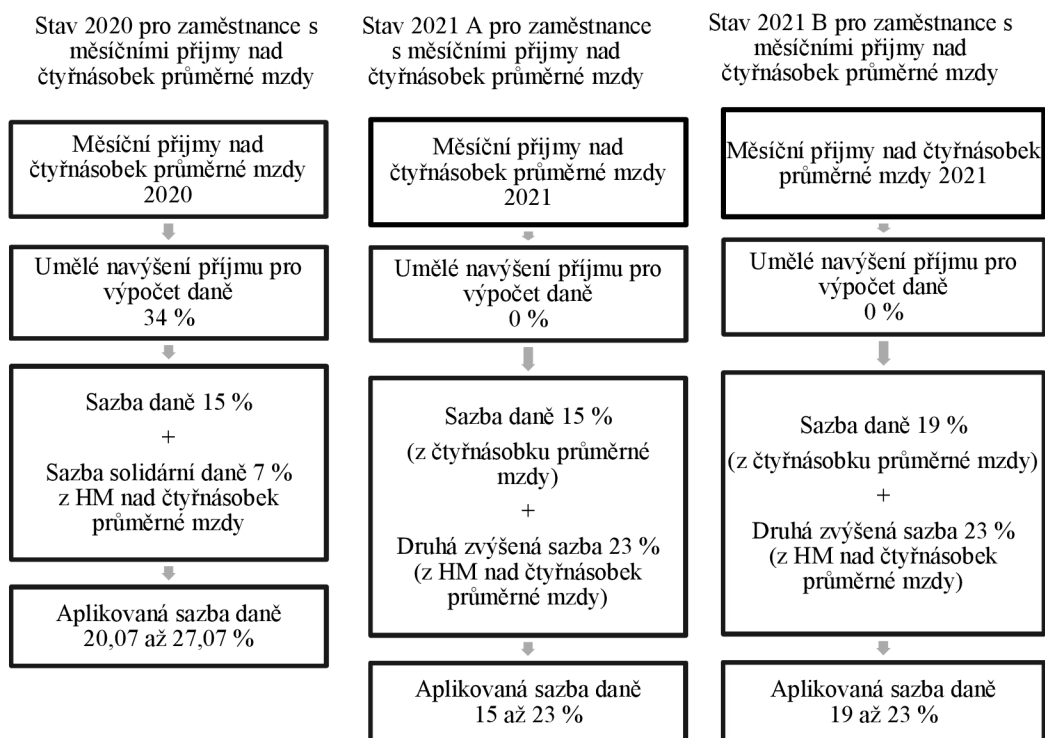 Stav 2020 pro zaměstnance s
měsíčními přijmy nad
čtyřnásobek průměrné mzdy
Měsíční příjmy nad
čtyřnásobek průměrné mzdy
2020
Umělé navýšení příjmu pro
výpočet daně
34 %
Sazba daně 15 %
+
Sazba solidární daně 7 %
z HM nad čtyřnásobek
průměrné mzdy
Aplikovaná sazba daně
20,07 až 27,07 %
Stav 2021 A pro zaměstnance
s měsíčními přijmy nad
čtyřnásobek průměrné mzdy
Měsíční přijmy nad
čtyřnásobek průměrné mzdy
2021
Umělé navýšení příjmu pro
výpočet daně
0 %
Sazba daně 15 %
(z čtyřnásobku průměrné
mzdy)
+
Druhá zvýšená sazba 23 %
(z HM nad čtyřnásobek
průměrné mzdy)
Aplikovaná sazba daně
15 až 23 %
Stav 2021 B pro zaměstnance s
měsíčními přijmy nad
čtyřnásobek průměrné mzdy
Měsíční přijmy nad čtyřnásobek
průměrné mzdy 2021
Umělé navýšení příjmu pro
výpočet daně
0 %
Sazba daně 19 %
(z čtyřnásobku průměrné mzdy)
+
Druhá zvýšená sazba 23 %
(z HM nad čtyřnásobek
průměrné mzdy)
Aplikovaná sazba daně
19 až 23 %